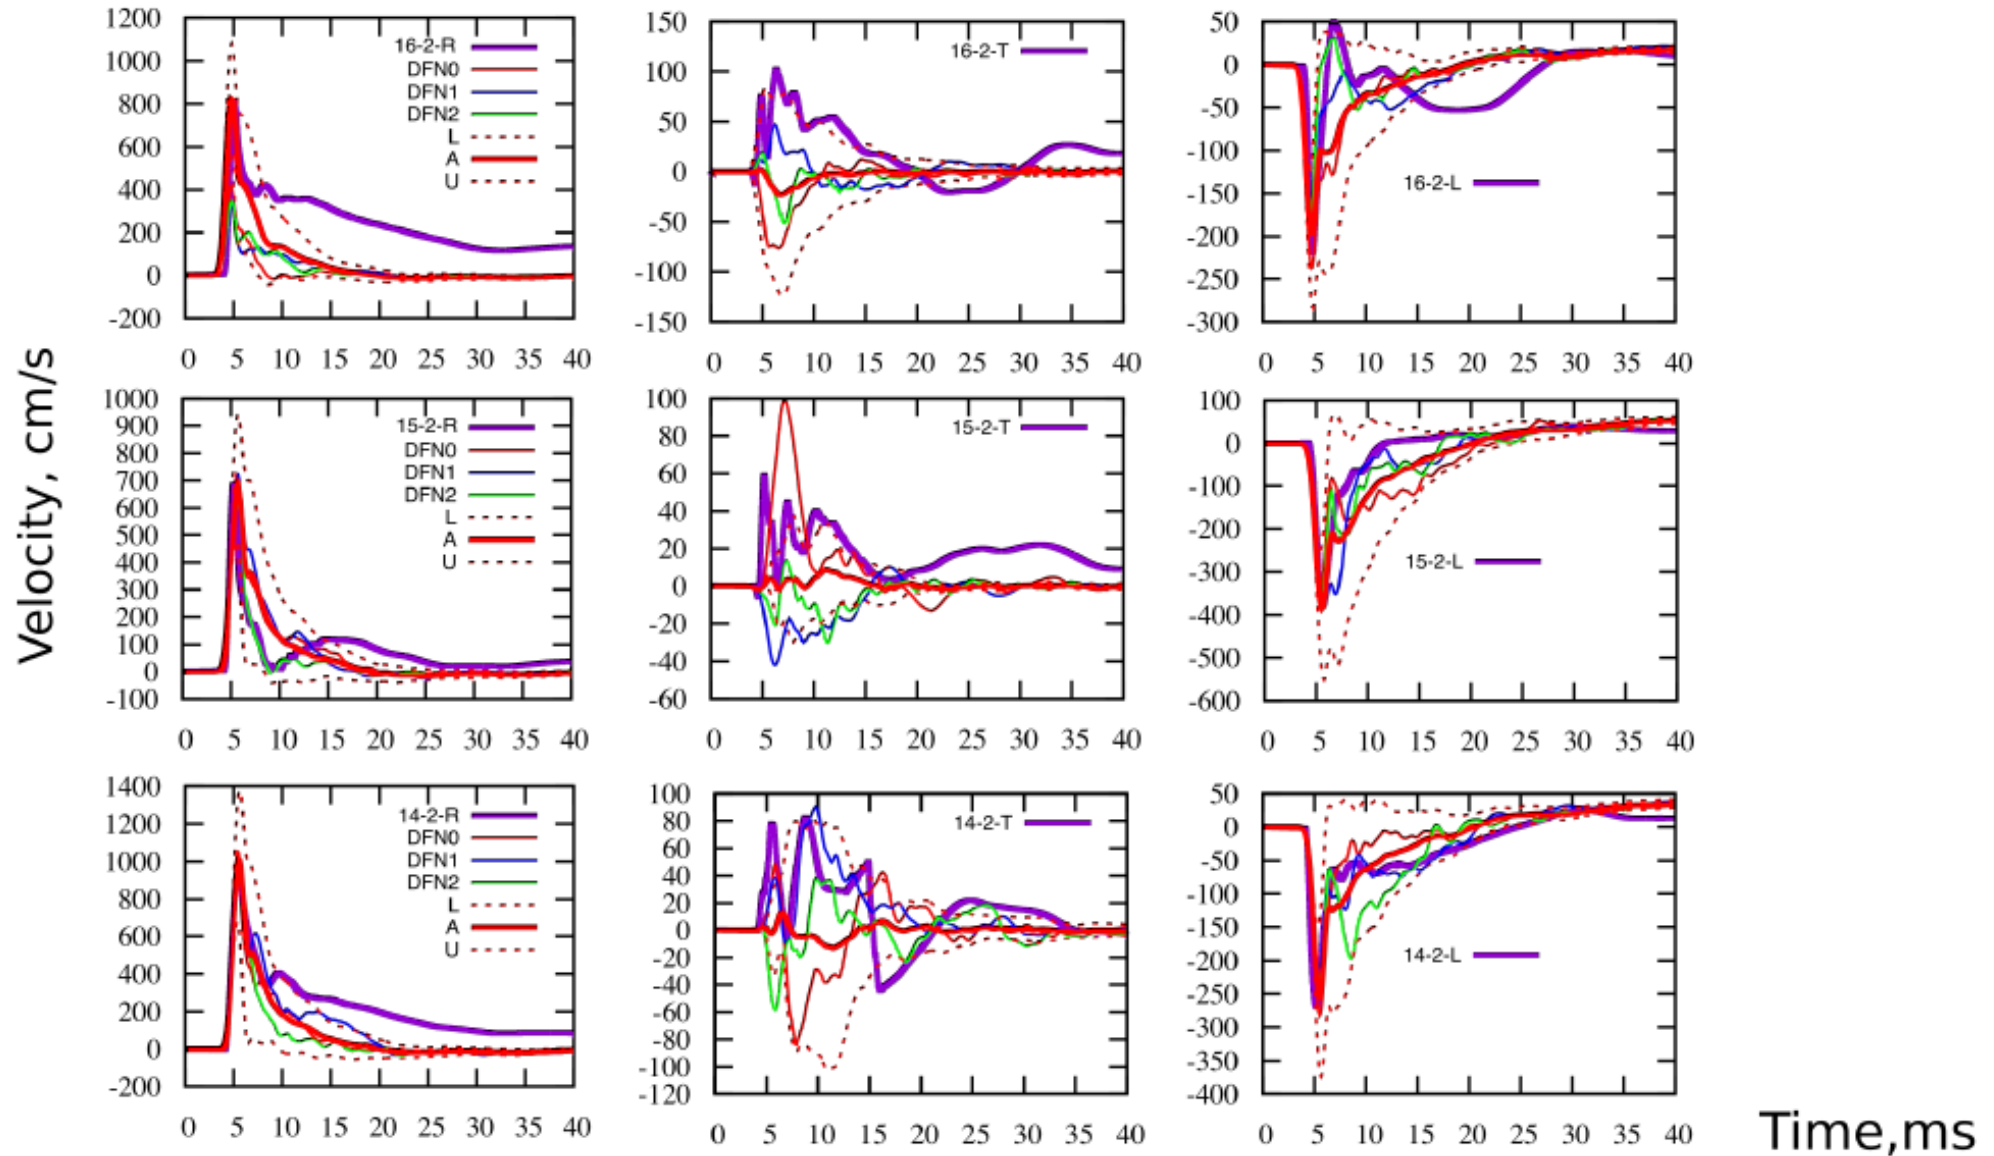 Velocity, cm/s
1200
1000
800
600
400
200
0
-200
16-2-R
DFN0
DFN1
DFN2
L
A
U
0 5 10 15 20 25 30 35 40
150
100
50
0
-50
-100
-150
16-2-T
0 5 10 15 20 25 30 35 40
50
0
-50
-100
-150
-200
-250
-300
16-2-L
0 5 10 15 20 25 30 35 40
1000
900
800
700
600
500
400
300
200
100
0
-100
15-2-R
DFN0
DFN1
DFN2
L
A
U
0 5 10 15 20 25 30 35 40
100
80
60
40
20
0
-20
-40
-60
15-2-T
0 5 10 15 20 25 30 35 40
100
0
-100
-200
-300
-400
-500
-600
15-2-L
0 5 10 15 20 25 30 35 40
1400
1200
1000
800
600
400
200
0
-200
14-2-R
DFN0
DFN1
DFN2
L
A
U
0 5 10 15 20 25 30 35 40
100
80
60
40
20
0
-20
-40
-60
-80
-100
-120
14-2-T
0 5 10 15 20 25 30 35 40
50
0
-50
-100
-150
-200
-250
-300
-350
-400
14-2-L
0 5 10 15 20 25 30 35 40
Time,ms